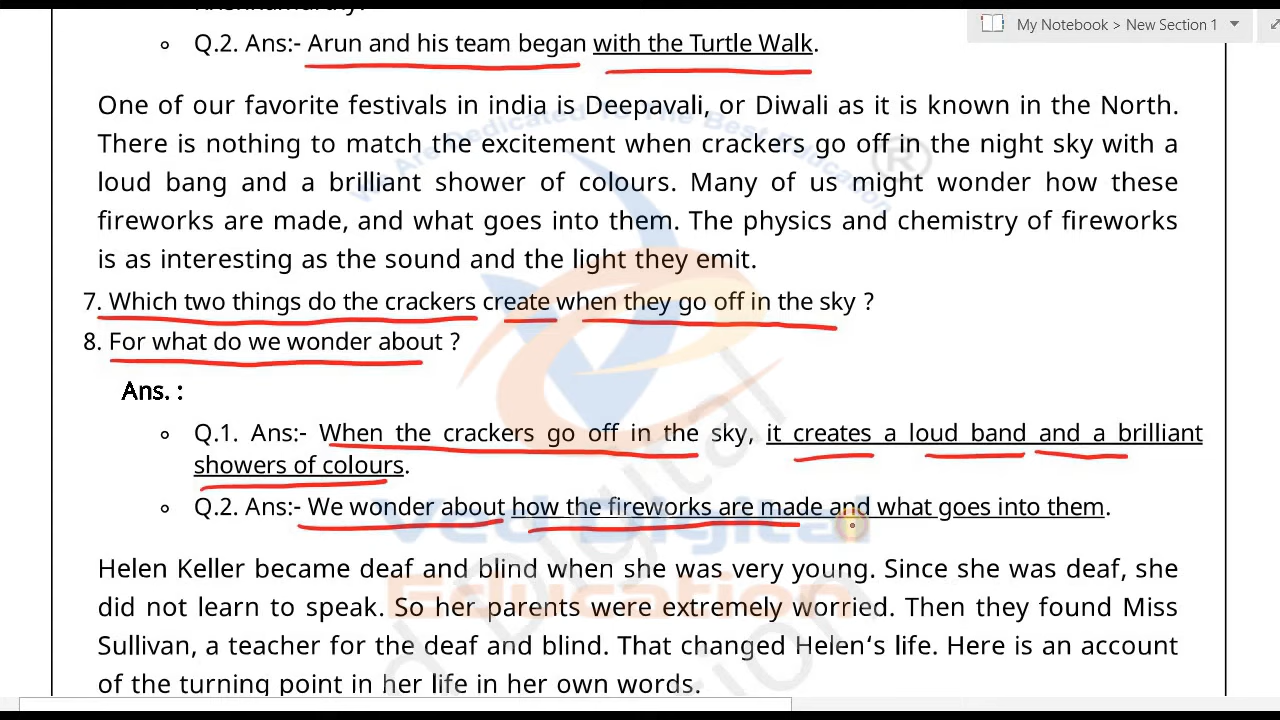 My Notebook > New Section 1
Q.2. Ans:- Arun and his team began with the Turtle Walk.
One of our favorite festivals in india is Deepavali, or Diwali as it is known in the North.
There is nothing to match the excitement when crackers go off in the night sky with a
loud bang and a brilliant shower of colours. Many of us might wonder how these
fireworks are made, and what goes into them. The physics and chemistry of fireworks
is as interesting as the sound and the light they emit.
7. Which two things do the crackers create when they go off in the sky ?
8. For what do we wonder about ?
Ans. :
Q.1. Ans:- When the crackers go off in the sky, it creates a loud band and a brilliant
showers of colours.
Q.2. Ans:- We wonder about how the fireworks are made and what goes into them.
Helen Keller became deaf and blind when she was very young. Since she was deaf, she
did not learn to speak. So her parents were extremely worried. Then they found Miss
Sullivan, a teacher for the deaf and blind. That changed Helen‘s life. Here is an account
of the turning point in her life in her own words.
We Are Dedicated To The Best Education
®
Ved Digital
Education